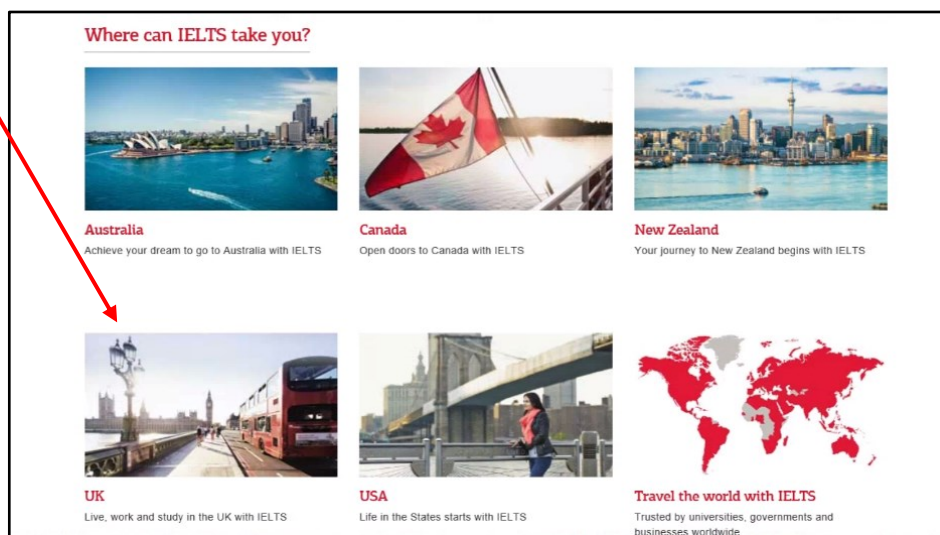 Where can IELTS take you?
Australia
Achieve your dream to go to Australia with IELTS
Canada
Open doors to Canada with IELTS
New Zealand
Your journey to New Zealand begins with IELTS
UK
Live, work and study in the UK with IELTS
USA
Life in the States starts with IELTS
Travel the world with IELTS
Trusted by universities, governments and
businesses worldwide